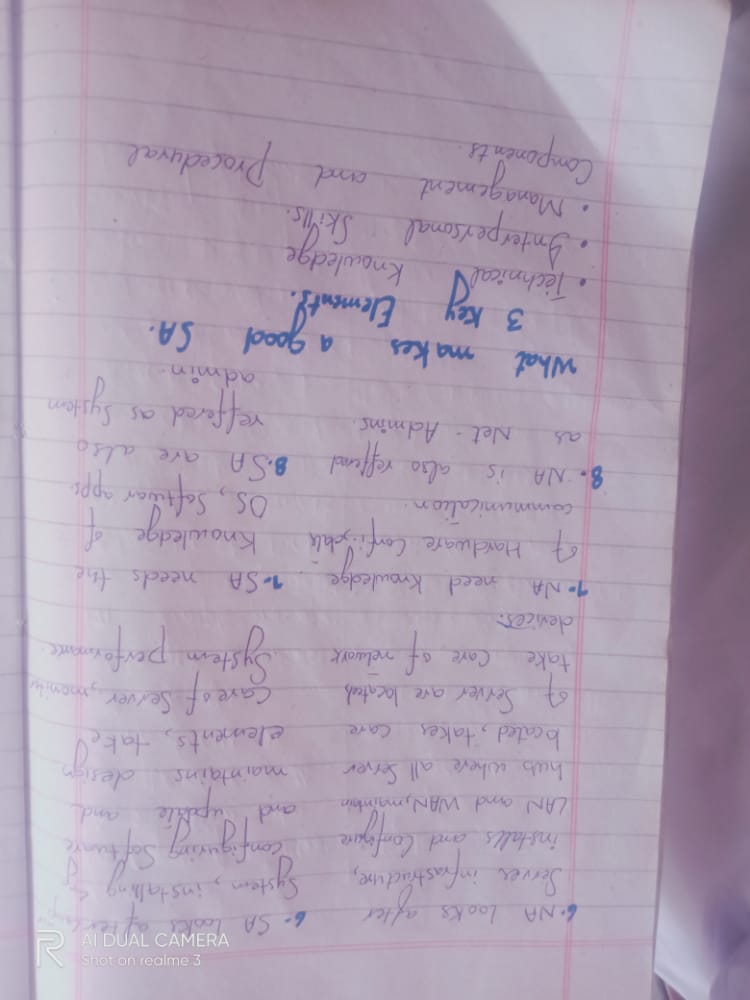 6. NA looks after
Server infrastructure,
installs and Configure
LAN and WAN, maintain
hub where all server
located, takes care
of Server are located
take Care of network
devices.
7. NA need knowledge
of Hardware Config, data
communication.
8. NA is also reffered
as Net-Admins.
6- SA looks after
System, installing &
configuring Software
and update and
maintains design
elements, take
Care of Server, monitor
System performance.
7- SA needs the
Knowledge of
OS, Softwar apps.
8. SA are also
reffered as System
admin.
What makes a good SA.
3 Key Elements.
• Technical Knowledge
• Interpersonal Skills.
• Management and Procedural
Components.
R AI DUAL CAMERA
Shot on realme 3